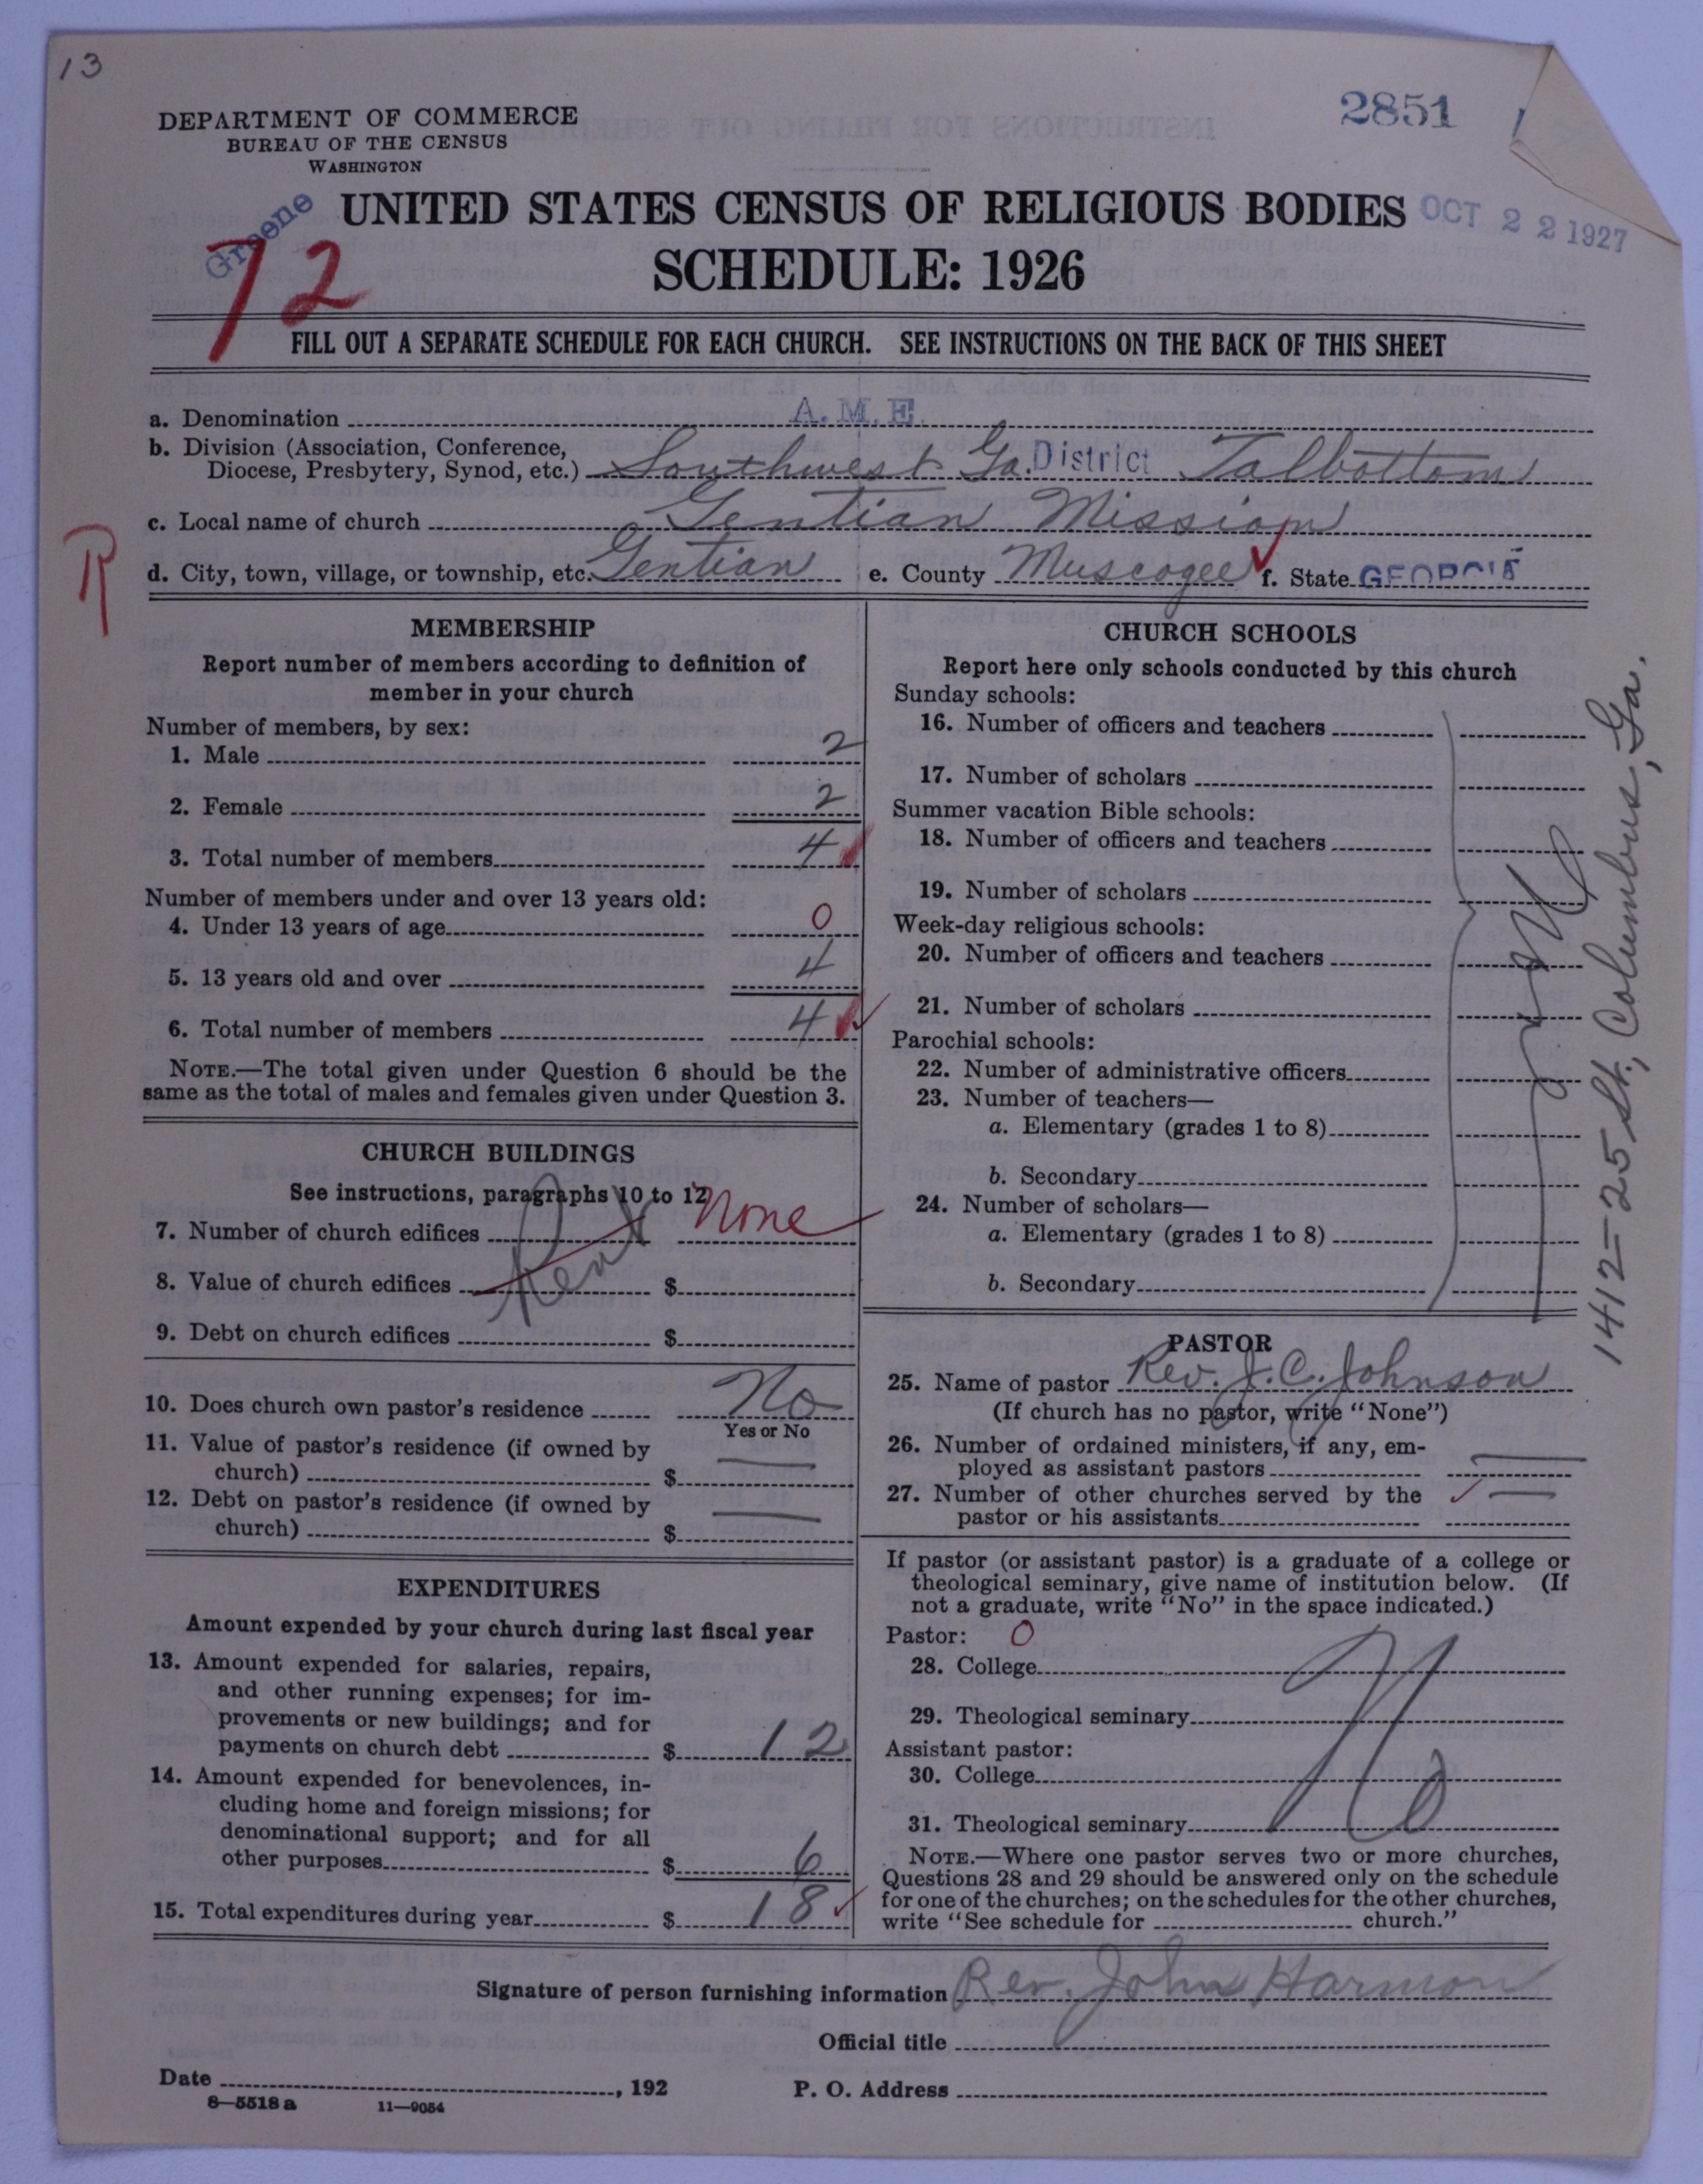 13
DEPARTMENT OF COMMERCE
BUREAU OF THE CENSUS
WASHINGTON
2851
Greene
72
UNITED STATES CENSUS OF RELIGIOUS BODIES
OCT 22 1927
SCHEDULE: 1926
FILL OUT A SEPARATE SCHEDULE FOR EACH CHURCH. SEE INSTRUCTIONS ON THE BACK OF THIS SHEET
a. Denomination A.M.E.
b. Division (Association, Conference,
Diocese, Presbytery, Synod, etc.) Southwest Ga. District Talbottom
c. Local name of church Gentian Mission
R
d. City, town, village, or township, etc. Gentian e. County Muscogee f. State GEORGIA
MEMBERSHIP
Report number of members according to definition of
member in your church
Number of members, by sex:
1. Male 2
2. Female 2
3. Total number of members 4
Number of members under and over 13 years old:
4. Under 13 years of age 0
5. 13 years old and over 4
6. Total number of members 4
NOTE.—The total given under Question 6 should be the
same as the total of males and females given under Question 3.
CHURCH BUILDINGS
See instructions, paragraphs 10 to 12
7. Number of church edifices None
Rent
8. Value of church edifices $
9. Debt on church edifices $
10. Does church own pastor's residence No
Yes or No
11. Value of pastor's residence (if owned by
church) $ —
12. Debt on pastor's residence (if owned by
church) $ —
EXPENDITURES
Amount expended by your church during last fiscal year
13. Amount expended for salaries, repairs,
and other running expenses; for im-
provements or new buildings; and for
payments on church debt $ 12
14. Amount expended for benevolences, in-
cluding home and foreign missions; for
denominational support; and for all
other purposes $ 6
15. Total expenditures during year $ 18
CHURCH SCHOOLS
Report here only schools conducted by this church
Sunday schools:
16. Number of officers and teachers
17. Number of scholars
Summer vacation Bible schools:
18. Number of officers and teachers
19. Number of scholars
Week-day religious schools:
20. Number of officers and teachers
21. Number of scholars
Parochial schools:
22. Number of administrative officers
23. Number of teachers—
a. Elementary (grades 1 to 8)
b. Secondary
24. Number of scholars—
a. Elementary (grades 1 to 8)
b. Secondary
1412-25 St., Columbus, Ga.
PASTOR
25. Name of pastor Rev. J. C. Johnson
(If church has no pastor, write "None")
26. Number of ordained ministers, if any, em-
ployed as assistant pastors —
27. Number of other churches served by the
pastor or his assistants —
If pastor (or assistant pastor) is a graduate of a college or
theological seminary, give name of institution below. (If
not a graduate, write "No" in the space indicated.)
Pastor: 0
28. College
29. Theological seminary
No
Assistant pastor:
30. College
31. Theological seminary
NOTE.—Where one pastor serves two or more churches,
Questions 28 and 29 should be answered only on the schedule
for one of the churches; on the schedules for the other churches,
write "See schedule for church."
Signature of person furnishing information Rev. John Harmon
Official title
Date , 192 P. O. Address
8—5518 a 11—9054